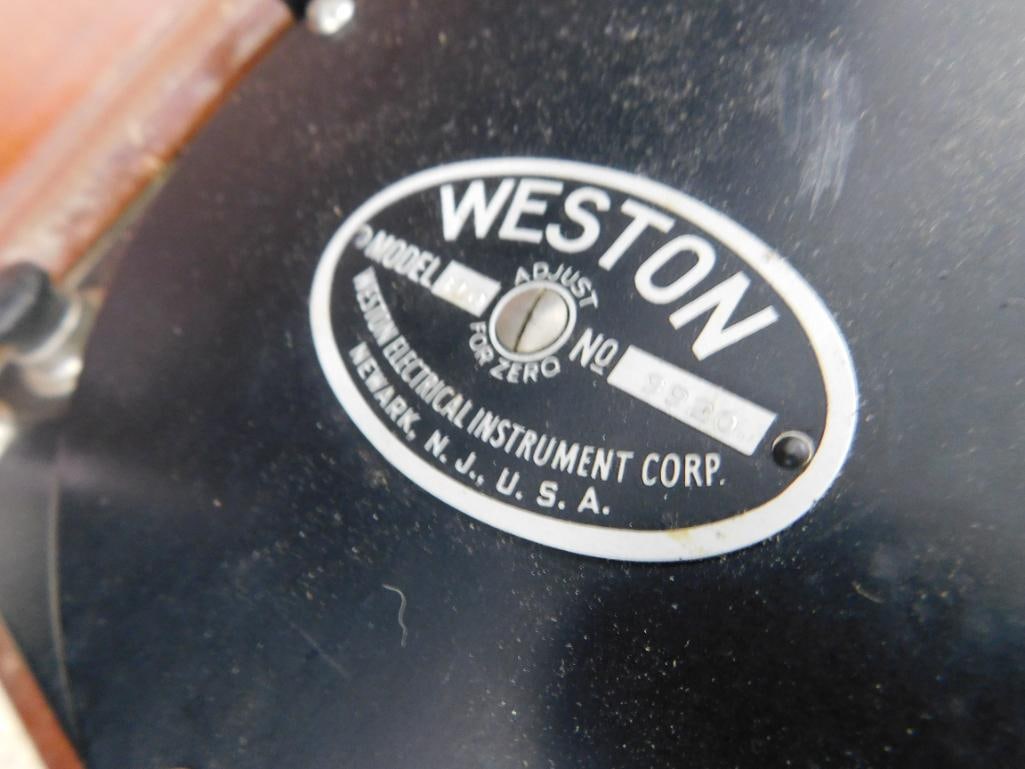 WESTON
MODEL
ADJUST
FOR ZERO
No
WESTON ELECTRICAL INSTRUMENT CORP.
NEWARK, N. J., U. S. A.